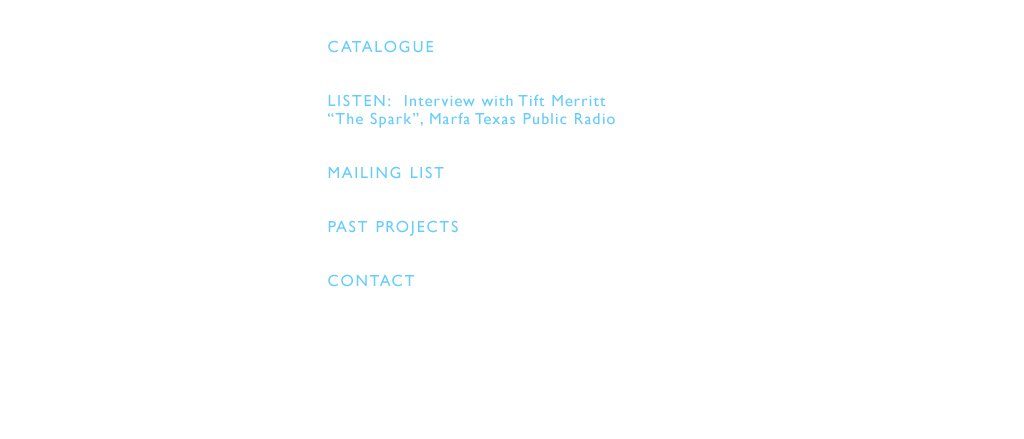 CATALOGUE
LISTEN:  Interview with Tift Merritt
“The Spark”, Marfa Texas Public Radio
MAILING LIST
PAST PROJECTS
CONTACT